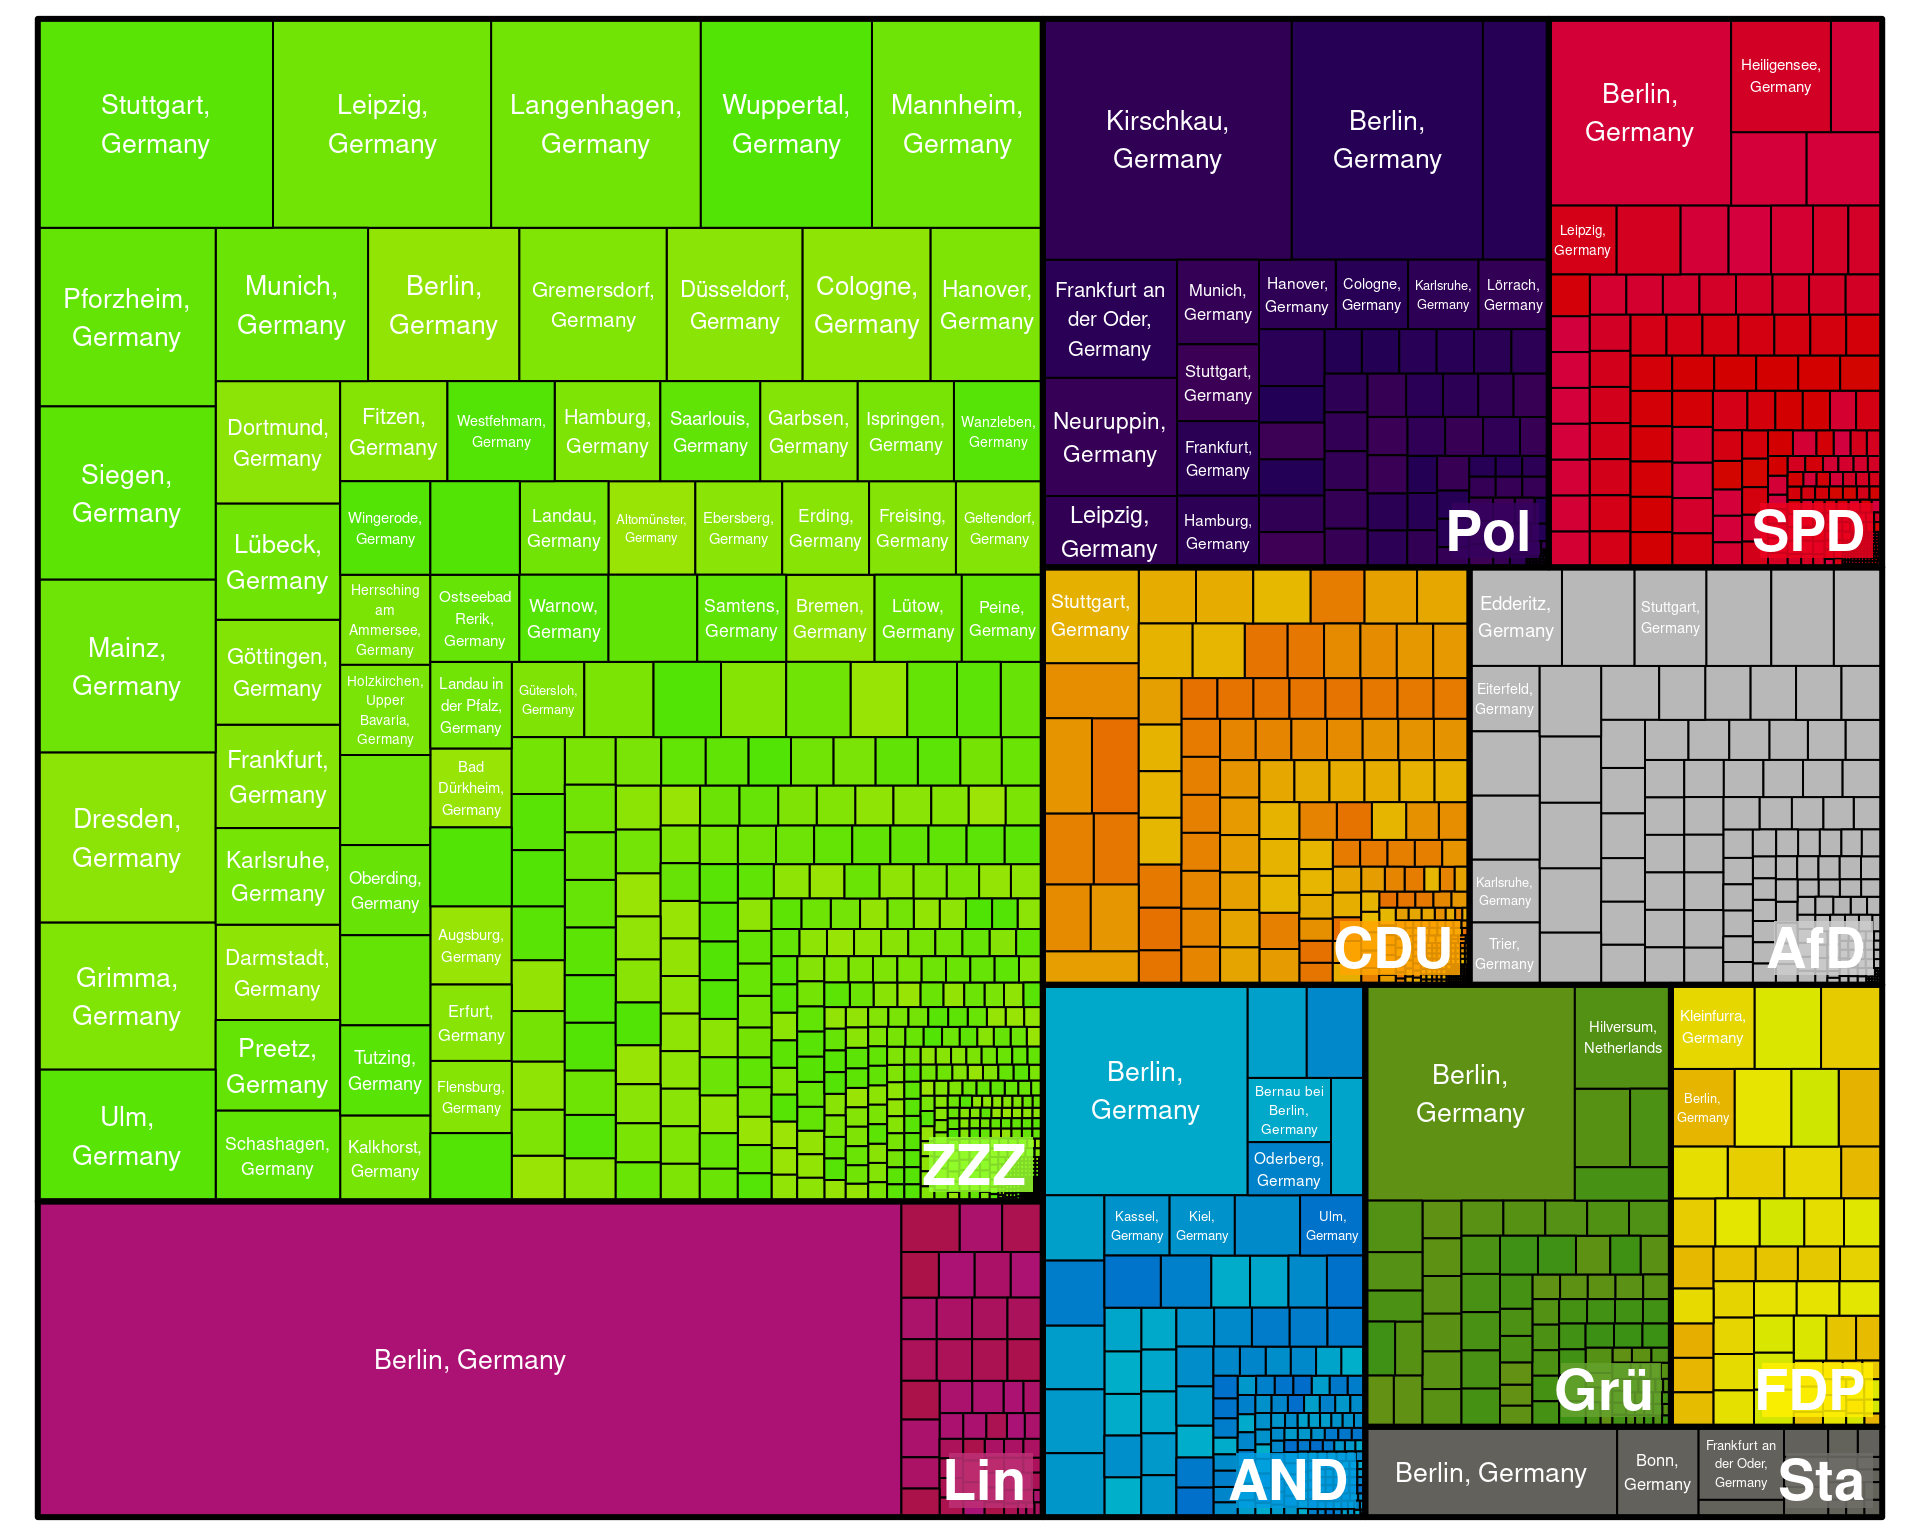 Stuttgart,
Germany
Leipzig,
Germany
Langenhagen,
Germany
Wuppertal,
Germany
Mannheim,
Germany
Pforzheim,
Germany
Munich,
Germany
Berlin,
Germany
Gremersdorf,
Germany
Düsseldorf,
Germany
Cologne,
Germany
Hanover,
Germany
Siegen,
Germany
Mainz,
Germany
Dresden,
Germany
Grimma,
Germany
Ulm,
Germany
Dortmund,
Germany
Lübeck,
Germany
Göttingen,
Germany
Frankfurt,
Germany
Karlsruhe,
Germany
Darmstadt,
Germany
Preetz,
Germany
Schashagen,
Germany
Fitzen,
Germany
Westfehmarn,
Germany
Hamburg,
Germany
Saarlouis,
Germany
Garbsen,
Germany
Ispringen,
Germany
Wanzleben,
Germany
Wingerode,
Germany
Landau,
Germany
Altomünster,
Germany
Ebersberg,
Germany
Erding,
Germany
Freising,
Germany
Geltendorf,
Germany
Herrsching
am
Ammersee,
Germany
Ostseebad
Rerik,
Germany
Warnow,
Germany
Samtens,
Germany
Bremen,
Germany
Lütow,
Germany
Peine,
Germany
Holzkirchen,
Upper
Bavaria,
Germany
Landau in
der Pfalz,
Germany
Gütersloh,
Germany
Bad
Dürkheim,
Germany
Oberding,
Germany
Augsburg,
Germany
Erfurt,
Germany
Tutzing,
Germany
Flensburg,
Germany
Kalkhorst,
Germany
ZZZ
Berlin, Germany
Lin
Kirschkau,
Germany
Berlin,
Germany
Frankfurt an
der Oder,
Germany
Munich,
Germany
Hanover,
Germany
Cologne,
Germany
Karlsruhe,
Germany
Lörrach,
Germany
Stuttgart,
Germany
Neuruppin,
Germany
Frankfurt,
Germany
Leipzig,
Germany
Hamburg,
Germany
Pol
Berlin,
Germany
Heiligensee,
Germany
Leipzig,
Germany
SPD
Stuttgart,
Germany
CDU
Edderitz,
Germany
Stuttgart,
Germany
Eiterfeld,
Germany
Karlsruhe,
Germany
Trier,
Germany
AfD
Berlin,
Germany
Bernau bei
Berlin,
Germany
Oderberg,
Germany
Kassel,
Germany
Kiel,
Germany
Ulm,
Germany
AND
Berlin,
Germany
Hilversum,
Netherlands
Grü
Kleinfurra,
Germany
Berlin,
Germany
FDP
Berlin, Germany
Bonn,
Germany
Frankfurt an
der Oder,
Germany
Sta